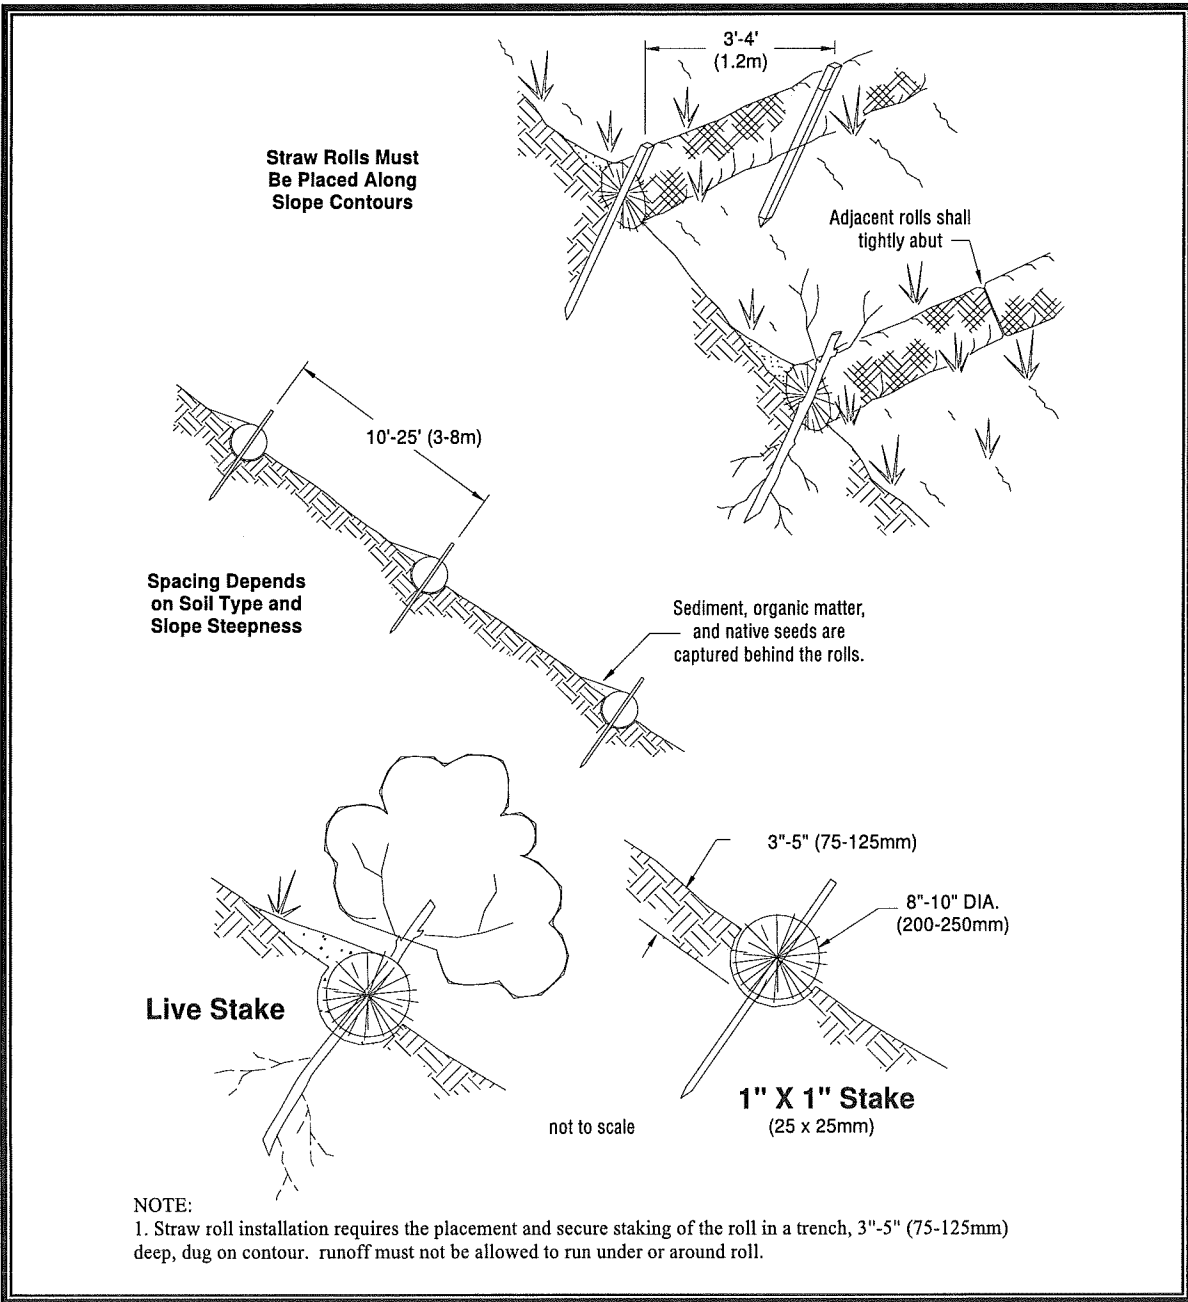 3'-4'
(1.2m)
Straw Rolls Must
Be Placed Along
Slope Contours
Adjacent rolls shall
tightly abut
10'-25' (3-8m)
Spacing Depends
on Soil Type and
Slope Steepness
Sediment, organic matter,
and native seeds are
captured behind the rolls.
3"-5" (75-125mm)
8"-10" DIA.
(200-250mm)
Live Stake
1" X 1" Stake
(25 x 25mm)
not to scale
NOTE:
1. Straw roll installation requires the placement and secure staking of the roll in a trench, 3"-5" (75-125mm)
deep, dug on contour. runoff must not be allowed to run under or around roll.